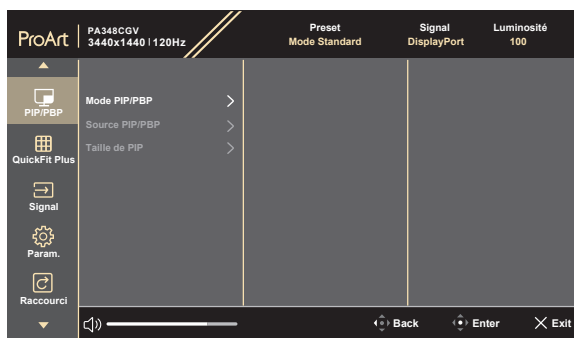 ProArt
PA348CGV
3440x1440 | 120Hz
Preset
Mode Standard
Signal
DisplayPort
Luminosité
100
PIP/PBP
QuickFit Plus
Signal
Param.
Raccourci
Mode PIP/PBP
Source PIP/PBP
Taille de PIP
Back
Enter
Exit